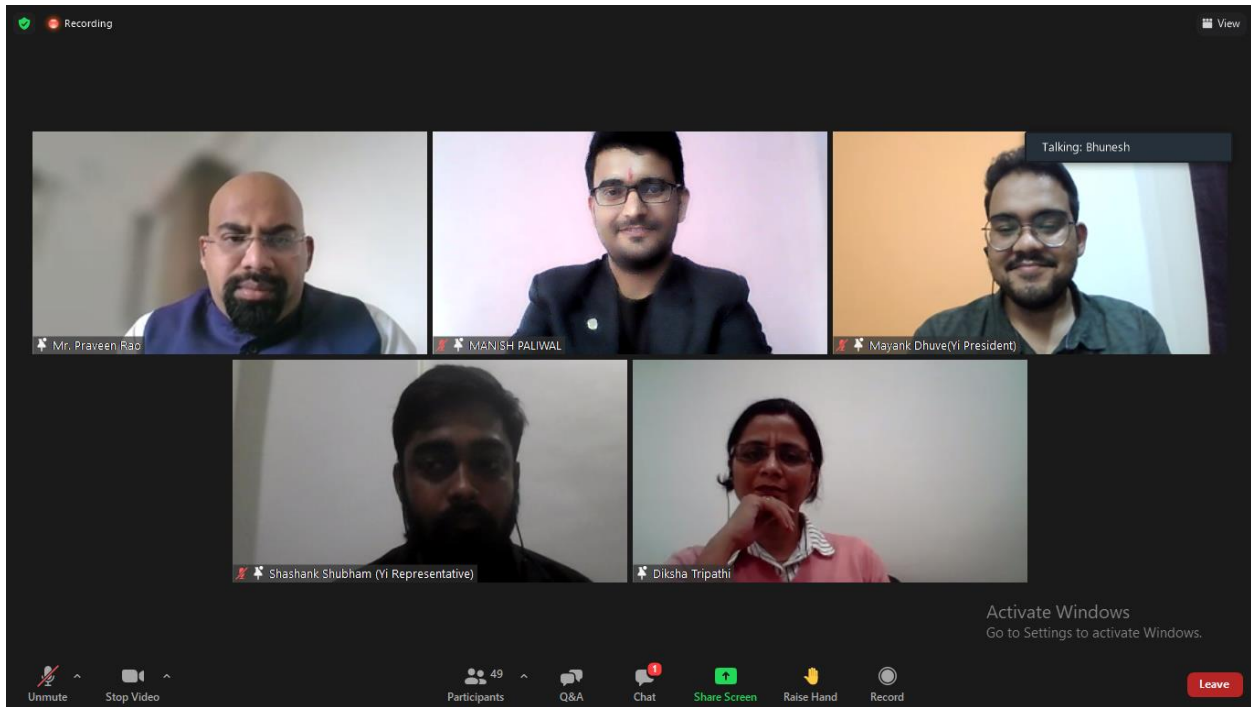 Recording
View
Talking: Bhunesh
Mr. Praveen Rao
MANISH PALIWAL
Mayank Dhuve(Yi President)
Shashank Shubham (Yi Representative)
Diksha Tripathi
Activate Windows
Go to Settings to activate Windows.
49
1
Unmute
Stop Video
Participants
Q&A
Chat
Share Screen
Raise Hand
Record
Leave